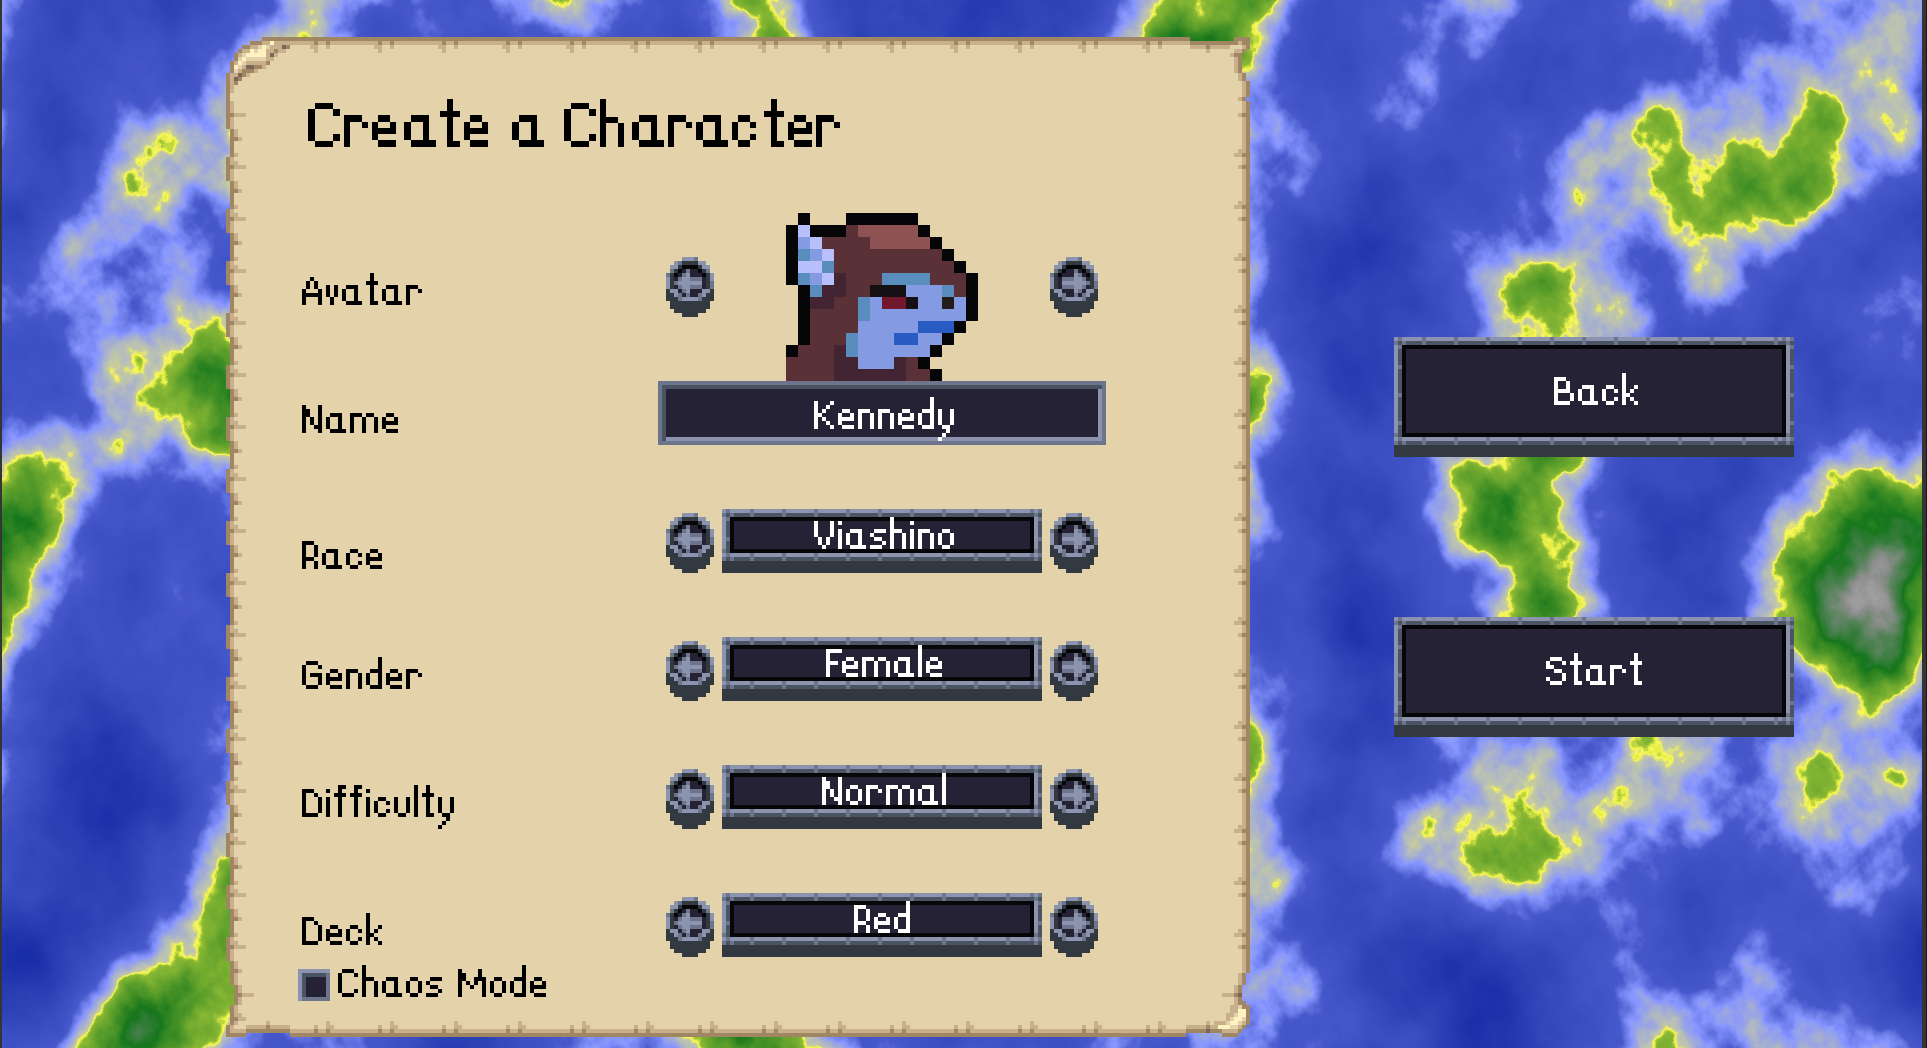 Create a Character
Avatar
Name
Kennedy
Race
Viashino
Gender
Female
Difficulty
Normal
Deck
Red
Chaos Mode
Back
Start